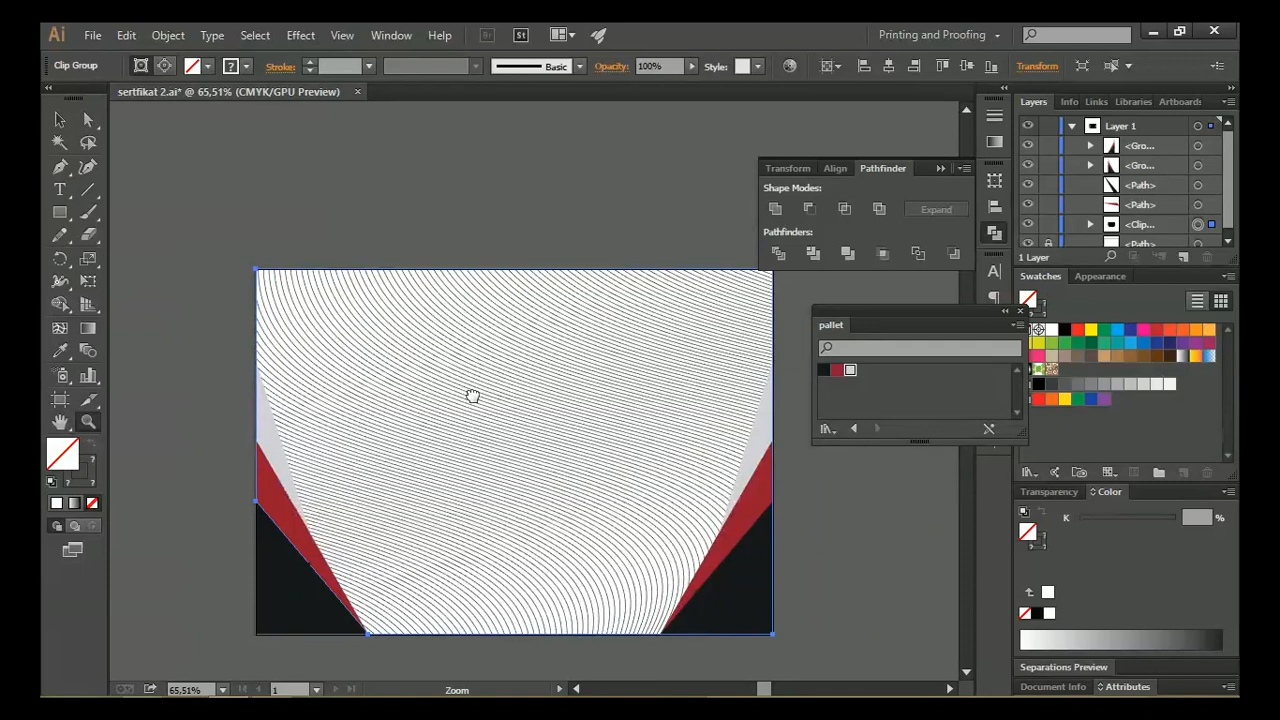 Ai File Edit Object Type Select Effect View Window Help Br St Printing and Proofing
Clip Group Stroke: Basic Opacity: 100% Style: Transform
sertfikat 2.ai* @ 65,51% (CMYK/GPU Preview)
Layers Info Links Libraries Artboards
Layer 1
<Gro...
<Gro...
<Path>
<Path>
<Clip...
<Path>
1 Layer
Transform Align Pathfinder
Shape Modes:
Expand
Pathfinders:
Swatches Appearance
pallet
Transparency Color
K %
Separations Preview
Document Info Attributes
65,51% 1 Zoom